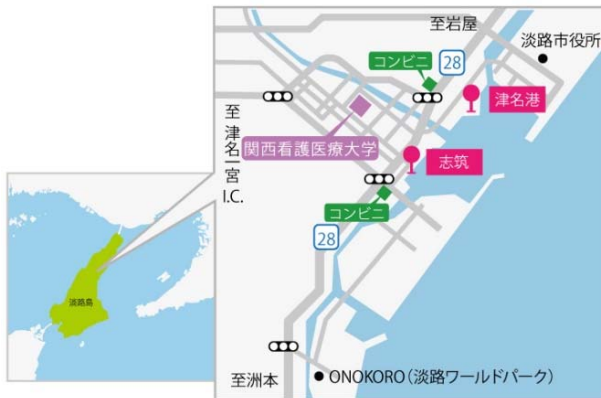 至岩屋
淡路市役所
コンビニ
28
津名港
至津名一宮I.C.
関西看護医療大学
志筑
コンビニ
28
淡路島
至洲本
ONOKORO(淡路ワールドパーク)